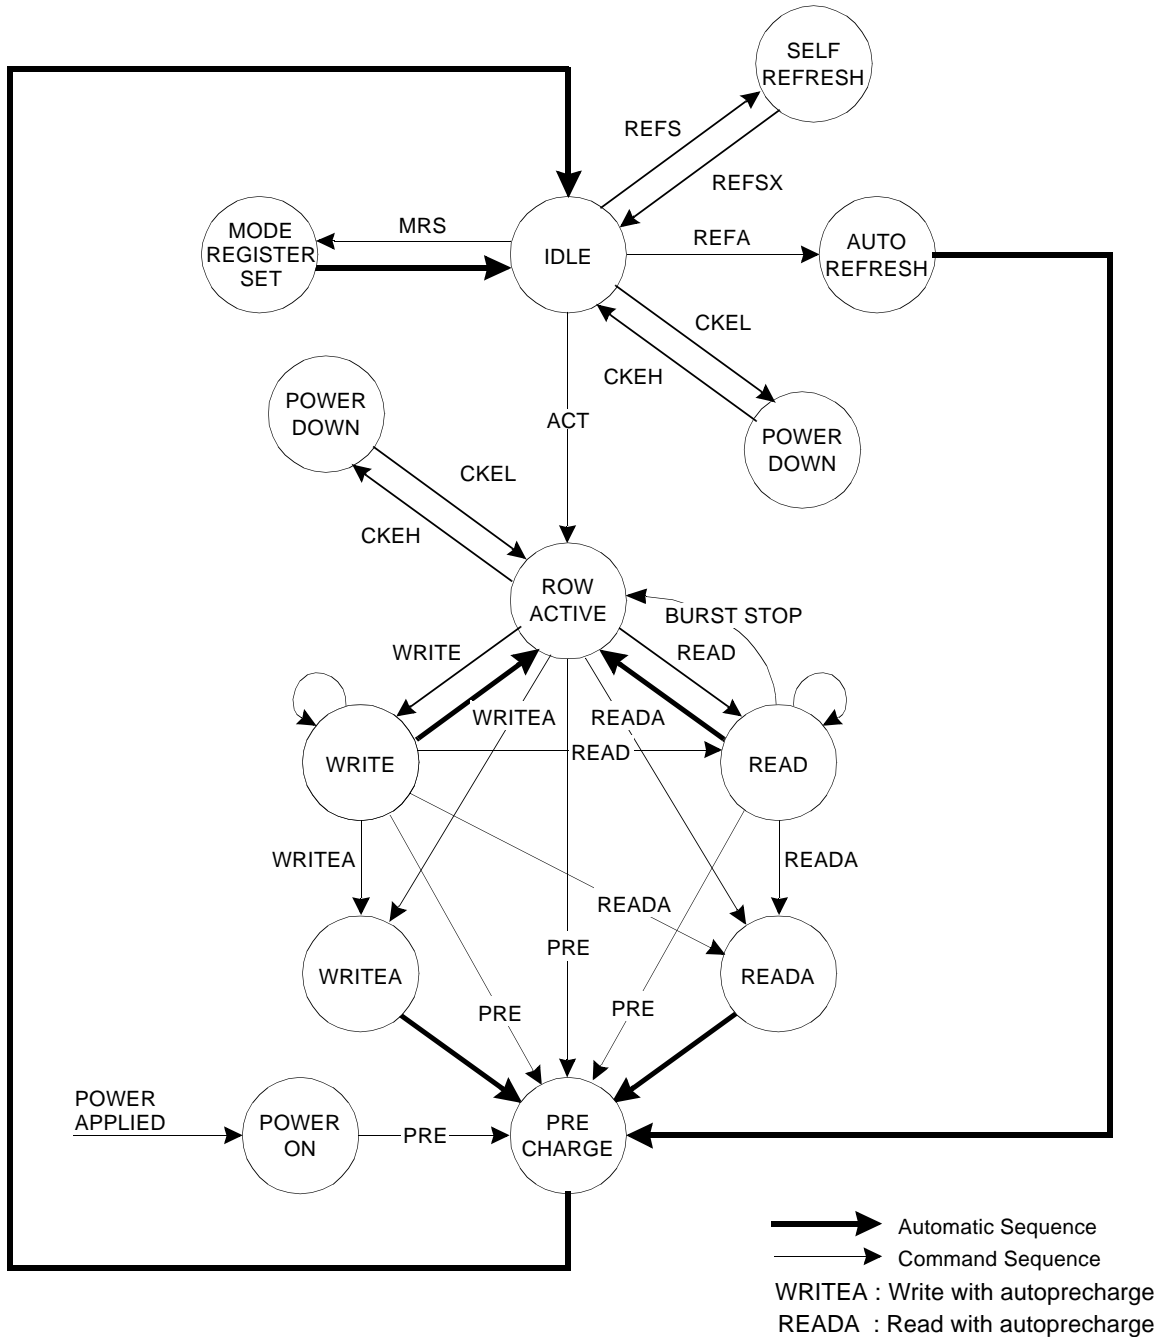 SELF
REFRESH
REFS
REFSX
MODE
REGISTER
SET
MRS
IDLE
REFA
AUTO
REFRESH
CKEL
CKEH
POWER
DOWN
ACT
POWER
DOWN
CKEL
CKEH
ROW
ACTIVE
BURST STOP
WRITE
READ
WRITEA
READA
WRITE
READ
READ
WRITEA
READA
READA
PRE
WRITEA
READA
PRE
PRE
POWER
APPLIED
POWER
ON
PRE
PRE
CHARGE
Automatic Sequence
Command Sequence
WRITEA : Write with autoprecharge
READA : Read with autoprecharge